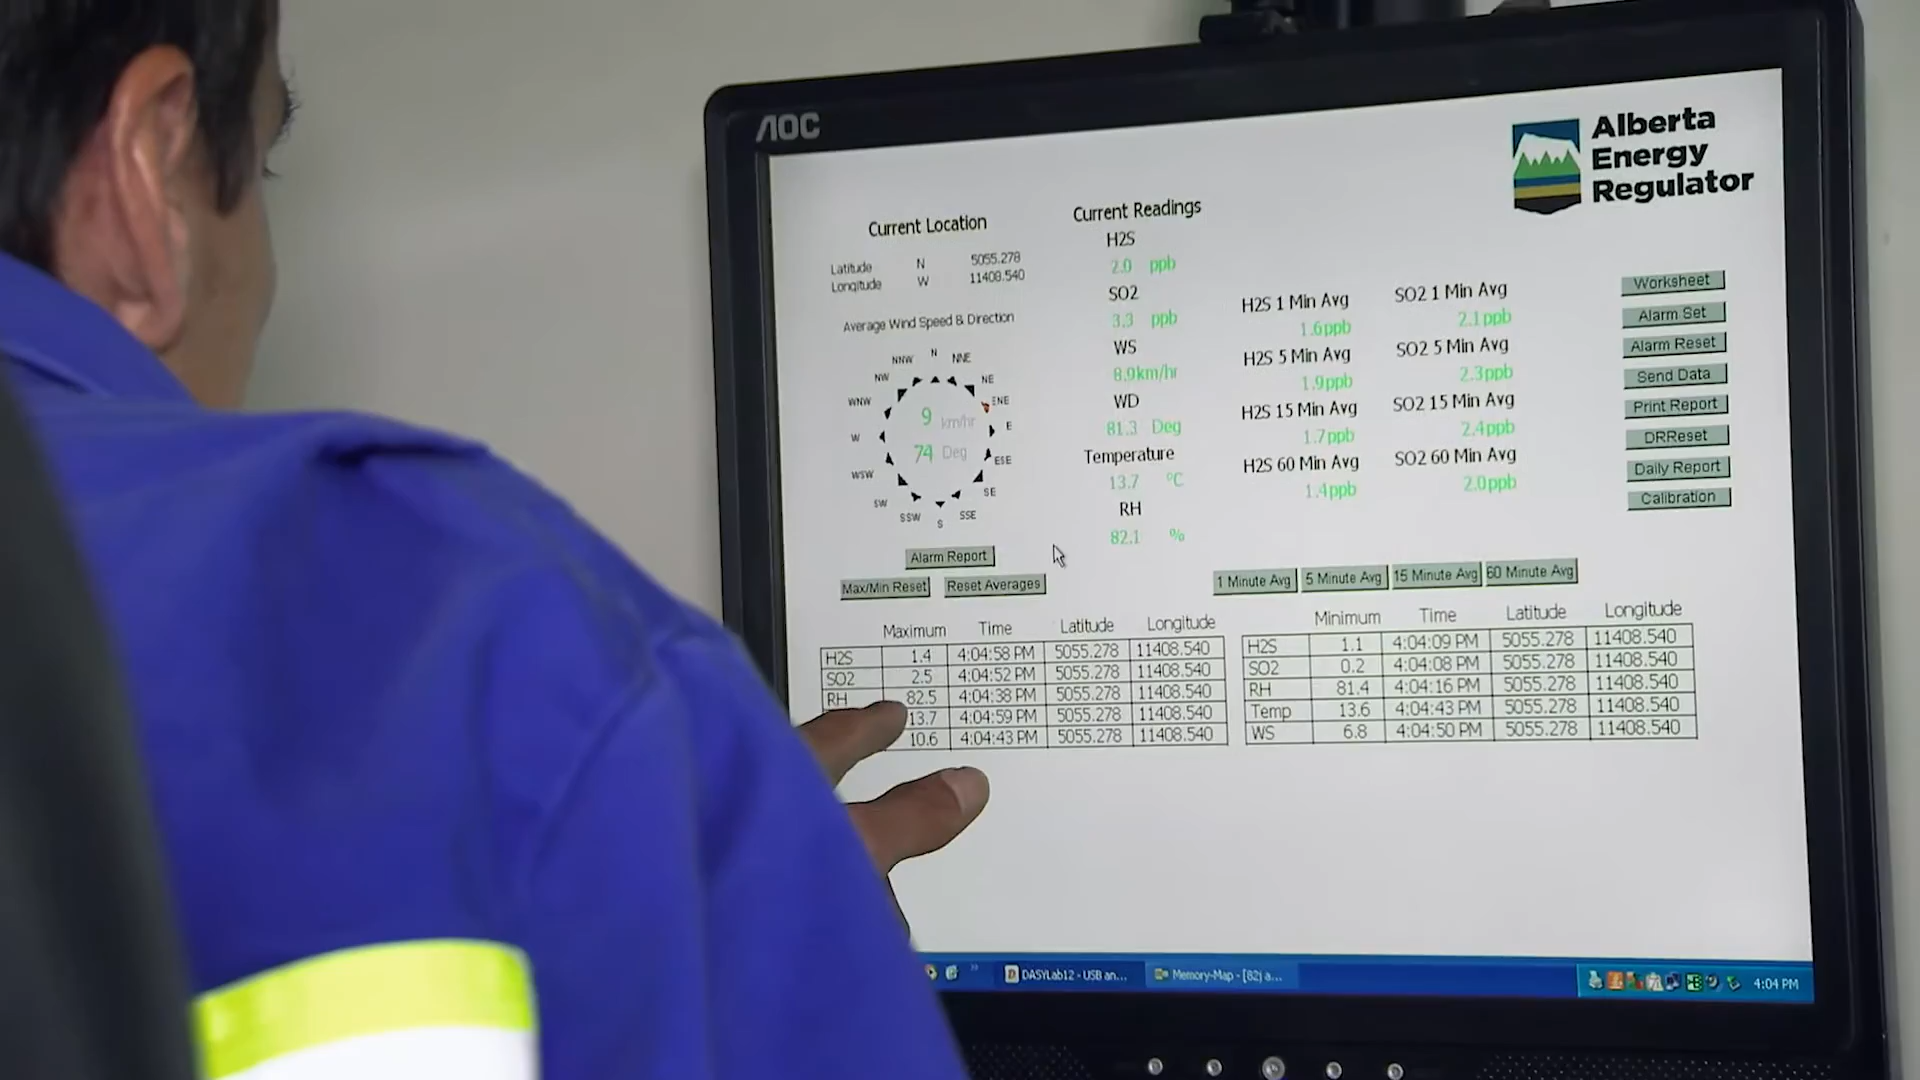 AOC
Alberta
Energy
Regulator
Current Location
Latitude N 5055.278
Longitude W 11408.540
Average Wind Speed & Direction
N
NNW NNE
NW NE
WNW ENE
9 km/hr
W E
74 Deg
WSW ESE
SW SE
SSW SSE
S
Alarm Report
Max/Min Reset Reset Averages
Current Readings
H2S
2.0 ppb
SO2
3.3 ppb
WS
8.9km/hr
WD
81.3 Deg
Temperature
13.7 °C
RH
82.1 %
H2S 1 Min Avg SO2 1 Min Avg
1.6ppb 2.1ppb
H2S 5 Min Avg SO2 5 Min Avg
1.9ppb 2.3ppb
H2S 15 Min Avg SO2 15 Min Avg
1.7ppb 2.4ppb
H2S 60 Min Avg SO2 60 Min Avg
1.4ppb 2.0ppb
Worksheet
Alarm Set
Alarm Reset
Send Data
Print Report
DRReset
Daily Report
Calibration
1 Minute Avg 5 Minute Avg 15 Minute Avg 60 Minute Avg
Maximum Time Latitude Longitude
H2S 1.4 4:04:58 PM 5055.278 11408.540
SO2 2.5 4:04:52 PM 5055.278 11408.540
RH 82.5 4:04:38 PM 5055.278 11408.540
13.7 4:04:59 PM 5055.278 11408.540
10.6 4:04:43 PM 5055.278 11408.540
Minimum Time Latitude Longitude
H2S 1.1 4:04:09 PM 5055.278 11408.540
SO2 0.2 4:04:08 PM 5055.278 11408.540
RH 81.4 4:04:16 PM 5055.278 11408.540
Temp 13.6 4:04:43 PM 5055.278 11408.540
WS 6.8 4:04:50 PM 5055.278 11408.540
DASYLab12 - USB an... Memory-Map - [82j a... 4:04 PM